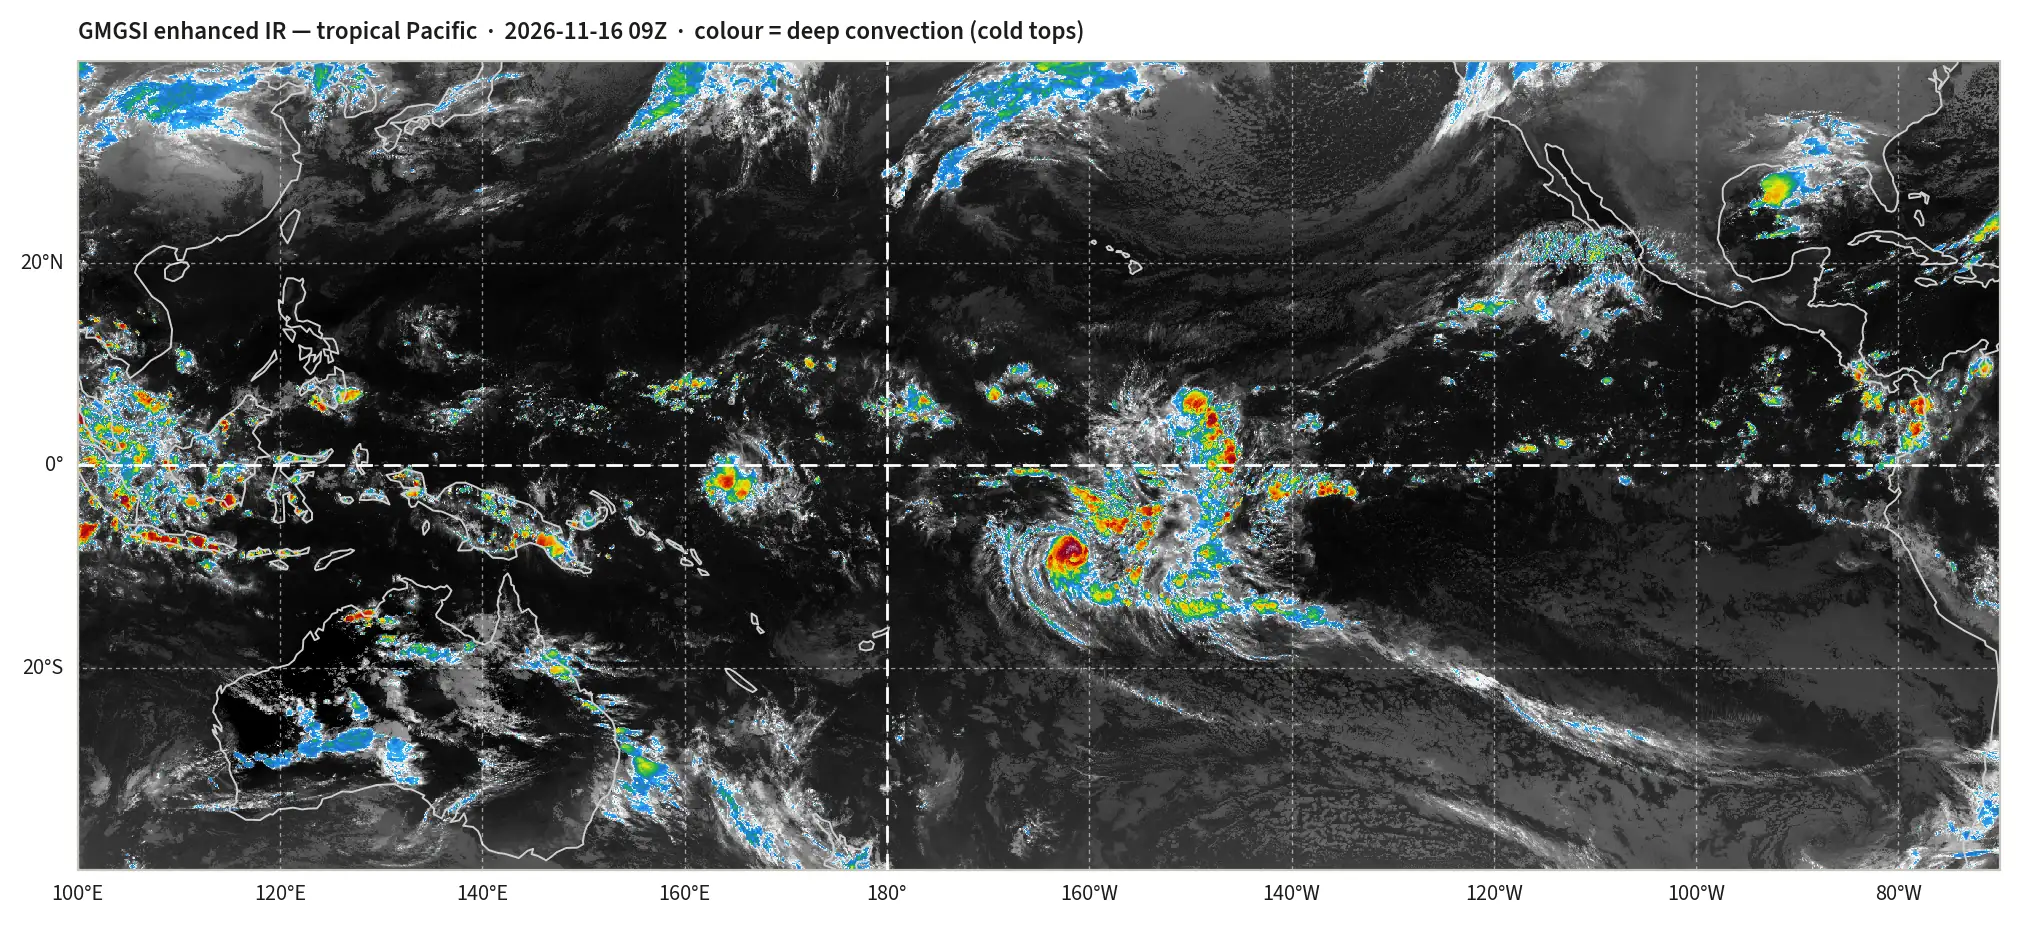 GMGSI enhanced IR — tropical Pacific · 2026-11-16 09Z · colour = deep convection (cold tops)
20°N
0°
20°S
100°E 120°E 140°E 160°E 180° 160°W 140°W 120°W 100°W 80°W